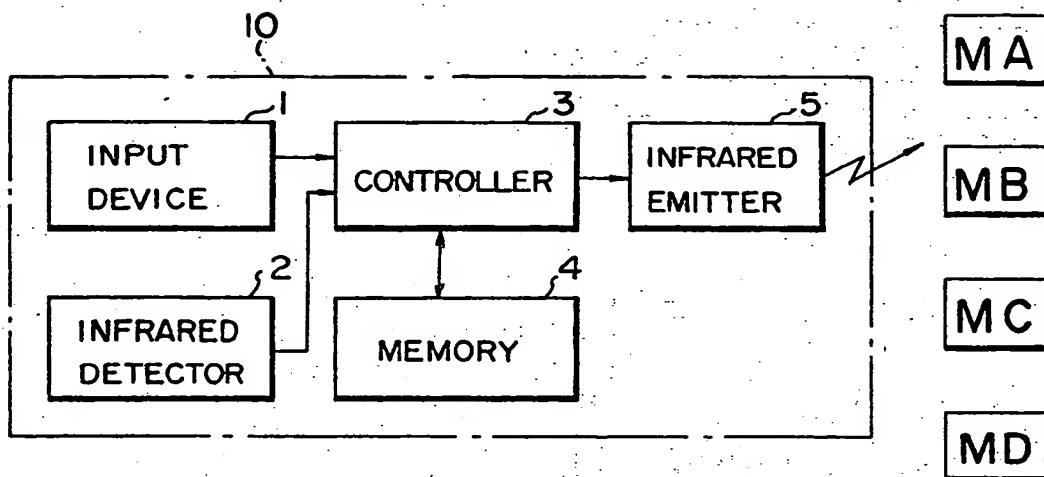 10
1
INPUT
DEVICE
3
CONTROLLER
5
INFRARED
EMITTER
2
INFRARED
DETECTOR
4
MEMORY
MA
MB
MC
MD